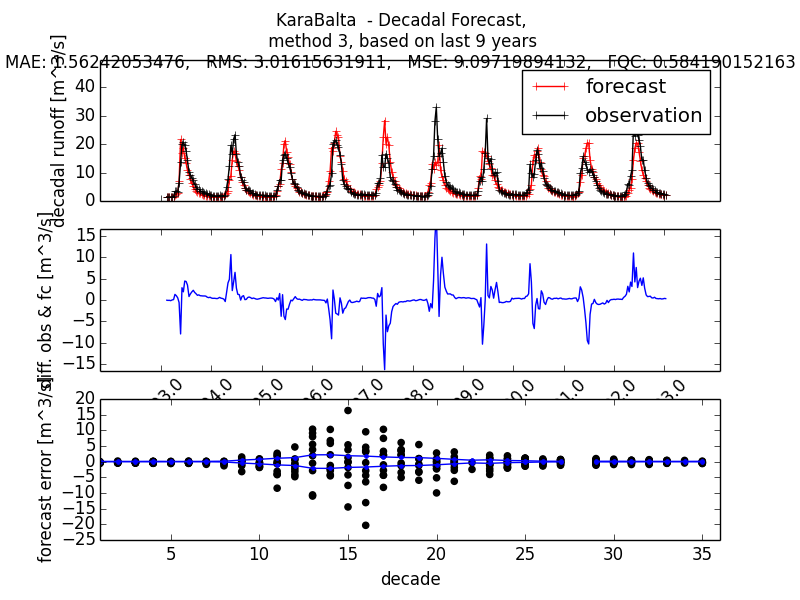 KaraBalta - Decadal Forecast,
method 3, based on last 9 years
MAE: 1.56242053476, RMS: 3.01615631911, MSE: 9.09719894132, FQC: 0.584190152163
decadal runoff [m^3/s]
40
30
20
10
0
forecast
observation
diff. obs & fc [m^3/s]
15
10
5
0
−5
−10
−15
forecast error [m^3/s]
20
15
10
5
0
−5
−10
−15
−20
−25
5 10 15 20 25 30 35
decade